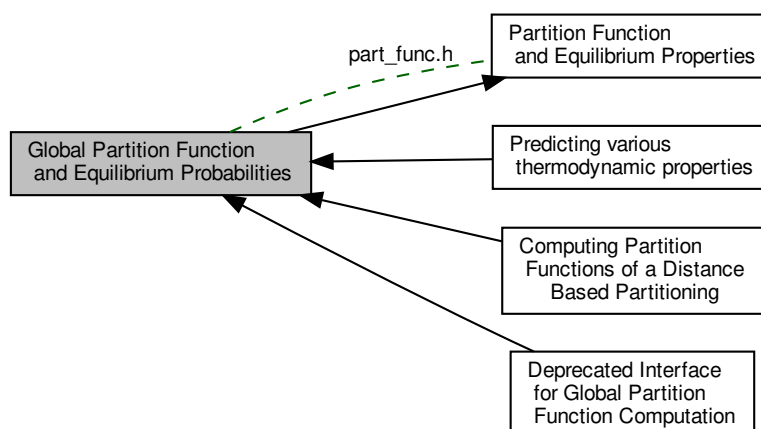 part_func.h
Partition Function
and Equilibrium Properties
Global Partition Function
and Equilibrium Probabilities
Predicting various
thermodynamic properties
Computing Partition
Functions of a Distance
Based Partitioning
Deprecated Interface
for Global Partition
Function Computation